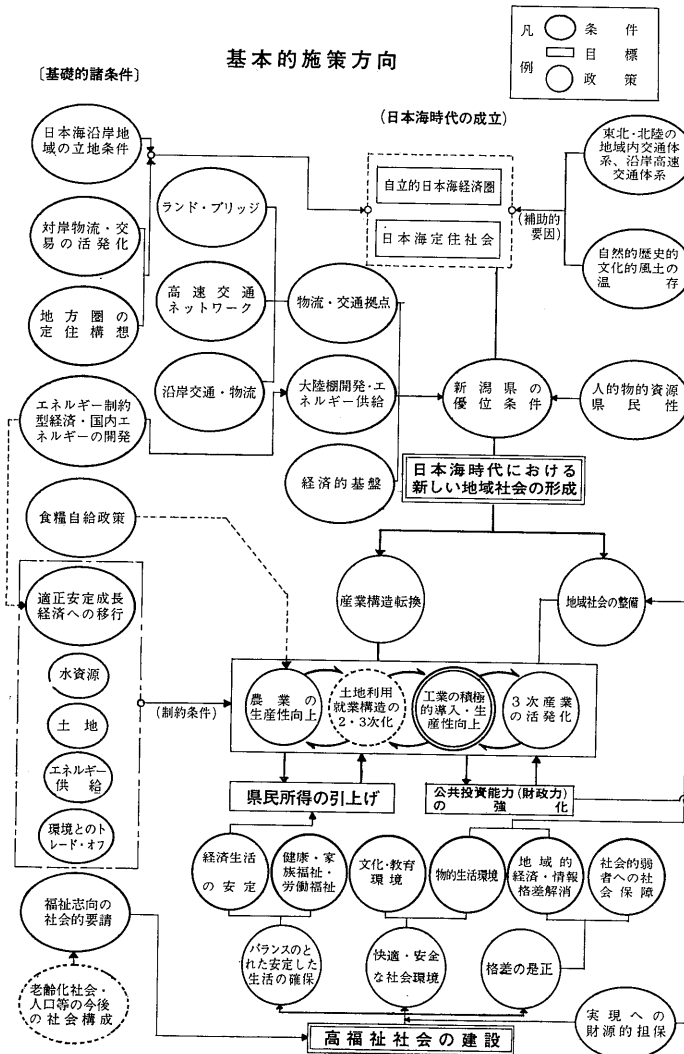 基本的施策方向
凡例
条件
目標
政策
〔基礎的諸条件〕
(日本海時代の成立)
日本海沿岸地
域の立地条件
対岸物流・交
易の活発化
地方圏の
定住構想
エネルギー制約
型経済・国内エ
ネルギーの開発
食糧自給政策
適正安定成長
経済への移行
水資源
土地
エネルギー
供給
環境とのト
レード・オフ
福祉志向の
社会的要請
老齢化社会・
人口等の今後
の社会構成
ランド・ブリッジ
高速交通
ネットワーク
沿岸交通・物流
物流・交通拠点
大陸棚開発・エ
ネルギー供給
経済的基盤
自立的日本海経済圏
日本海定住社会
(補助的
要因)
東北・北陸の
地域内交通体
系、沿岸高速
交通体系
自然的歴史的
文化的風土の
温存
新潟県の
優位条件
人的物的資源
県民性
日本海時代における
新しい地域社会の形成
産業構造転換
地域社会の整備
(制約条件)
農業の
生産性向上
土地利用
就業構造の
2・3次化
工業の積極
的導入・生
産性向上
3次産業
の活発化
県民所得の引上げ
公共投資能力(財政力)
の強化
経済生活
の安定
健康・家
族福祉・
労働福祉
文化・教育
環境
物的生活環境
地域的
経済・情報
格差解消
社会的弱
者への社
会保障
バランスのと
れた安定した
生活の確保
快適・安全
な社会環境
格差の是正
実現への
財源的担保
高福祉社会の建設